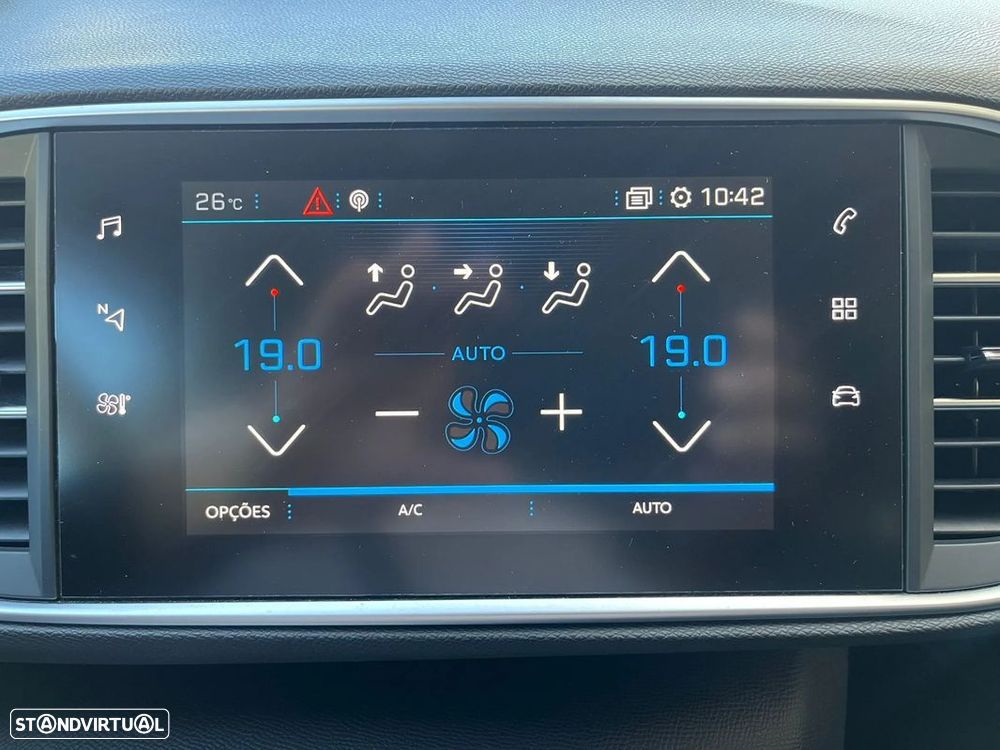 26°C
10:42
N
19.0
AUTO
19.0
OPÇÕES
A/C
AUTO
STANDVIRTUAL